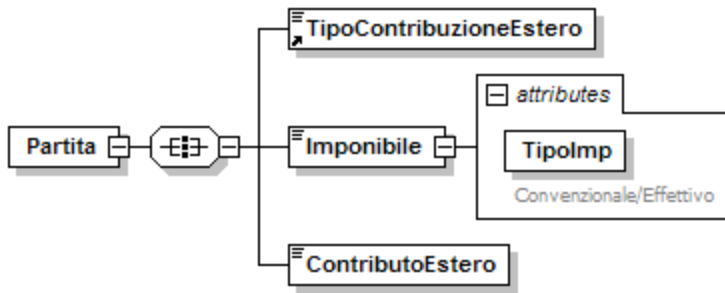 TipoContribuzioneEstero
attributes
Partita
Imponibile
TipoImp
Convenzionale/Effettivo
ContributoEstero